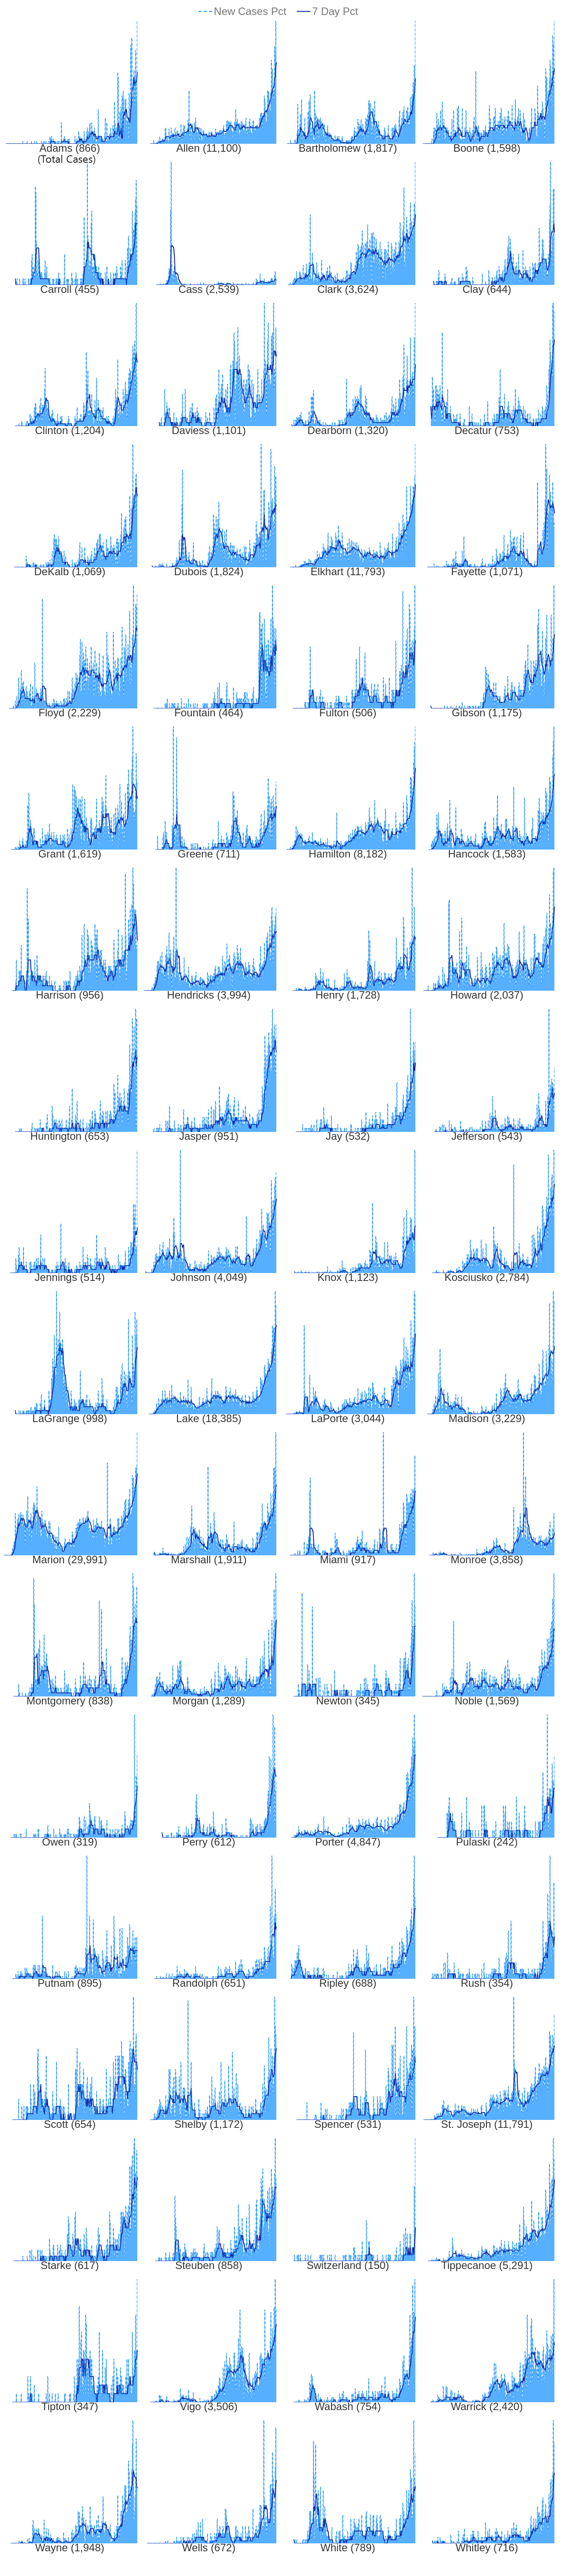 New Cases Pct 7 Day Pct
Adams (866) Allen (11,100) Bartholomew (1,817) Boone (1,598)
(Total Cases)
Carroll (455) Cass (2,539) Clark (3,624) Clay (644)
Clinton (1,204) Daviess (1,101) Dearborn (1,320) Decatur (753)
DeKalb (1,069) Dubois (1,824) Elkhart (11,793) Fayette (1,071)
Floyd (2,229) Fountain (464) Fulton (506) Gibson (1,175)
Grant (1,619) Greene (711) Hamilton (8,182) Hancock (1,583)
Harrison (956) Hendricks (3,994) Henry (1,728) Howard (2,037)
Huntington (653) Jasper (951) Jay (532) Jefferson (543)
Jennings (514) Johnson (4,049) Knox (1,123) Kosciusko (2,784)
LaGrange (998) Lake (18,385) LaPorte (3,044) Madison (3,229)
Marion (29,991) Marshall (1,911) Miami (917) Monroe (3,858)
Montgomery (838) Morgan (1,289) Newton (345) Noble (1,569)
Owen (319) Perry (612) Porter (4,847) Pulaski (242)
Putnam (895) Randolph (651) Ripley (688) Rush (354)
Scott (654) Shelby (1,172) Spencer (531) St. Joseph (11,791)
Starke (617) Steuben (858) Switzerland (150) Tippecanoe (5,291)
Tipton (347) Vigo (3,506) Wabash (754) Warrick (2,420)
Wayne (1,948) Wells (672) White (789) Whitley (716)